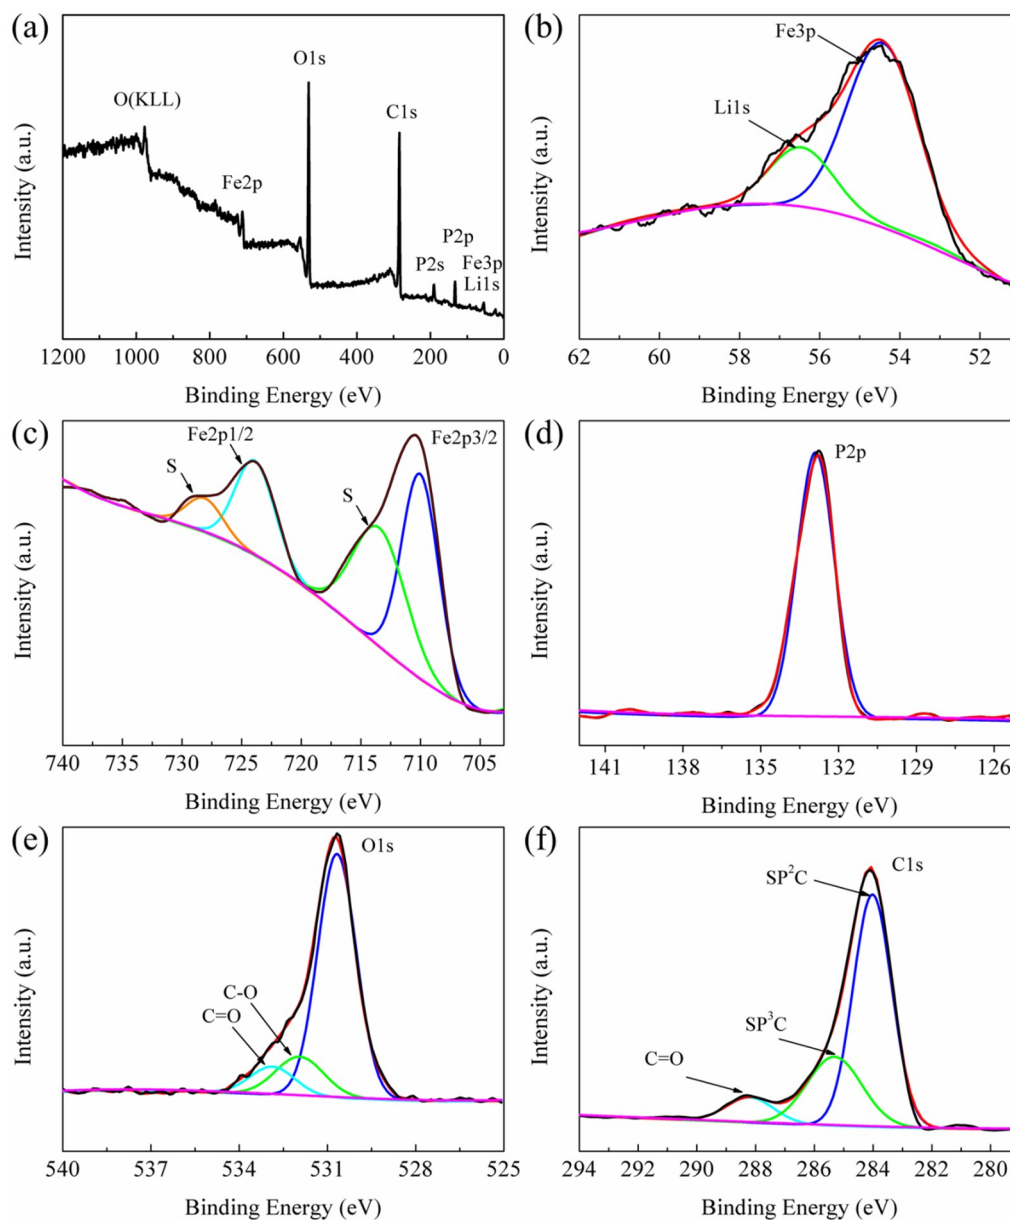 (a)
O1s
C1s
O(KLL)
Fe2p
P2p
P2s
Fe3p
Li1s
Intensity (a.u.)
1200 1000 800 600 400 200 0
Binding Energy (eV)
(b)
Fe3p
Li1s
Intensity (a.u.)
62 60 58 56 54 52
Binding Energy (eV)
(c)
Fe2p1/2
Fe2p3/2
S
S
Intensity (a.u.)
740 735 730 725 720 715 710 705
Binding Energy (eV)
(d)
P2p
Intensity (a.u.)
141 138 135 132 129 126
Binding Energy (eV)
(e)
O1s
C-O
C=O
Intensity (a.u.)
540 537 534 531 528 525
Binding Energy (eV)
(f)
C1s
SP²C
SP³C
C=O
Intensity (a.u.)
294 292 290 288 286 284 282 280
Binding Energy (eV)